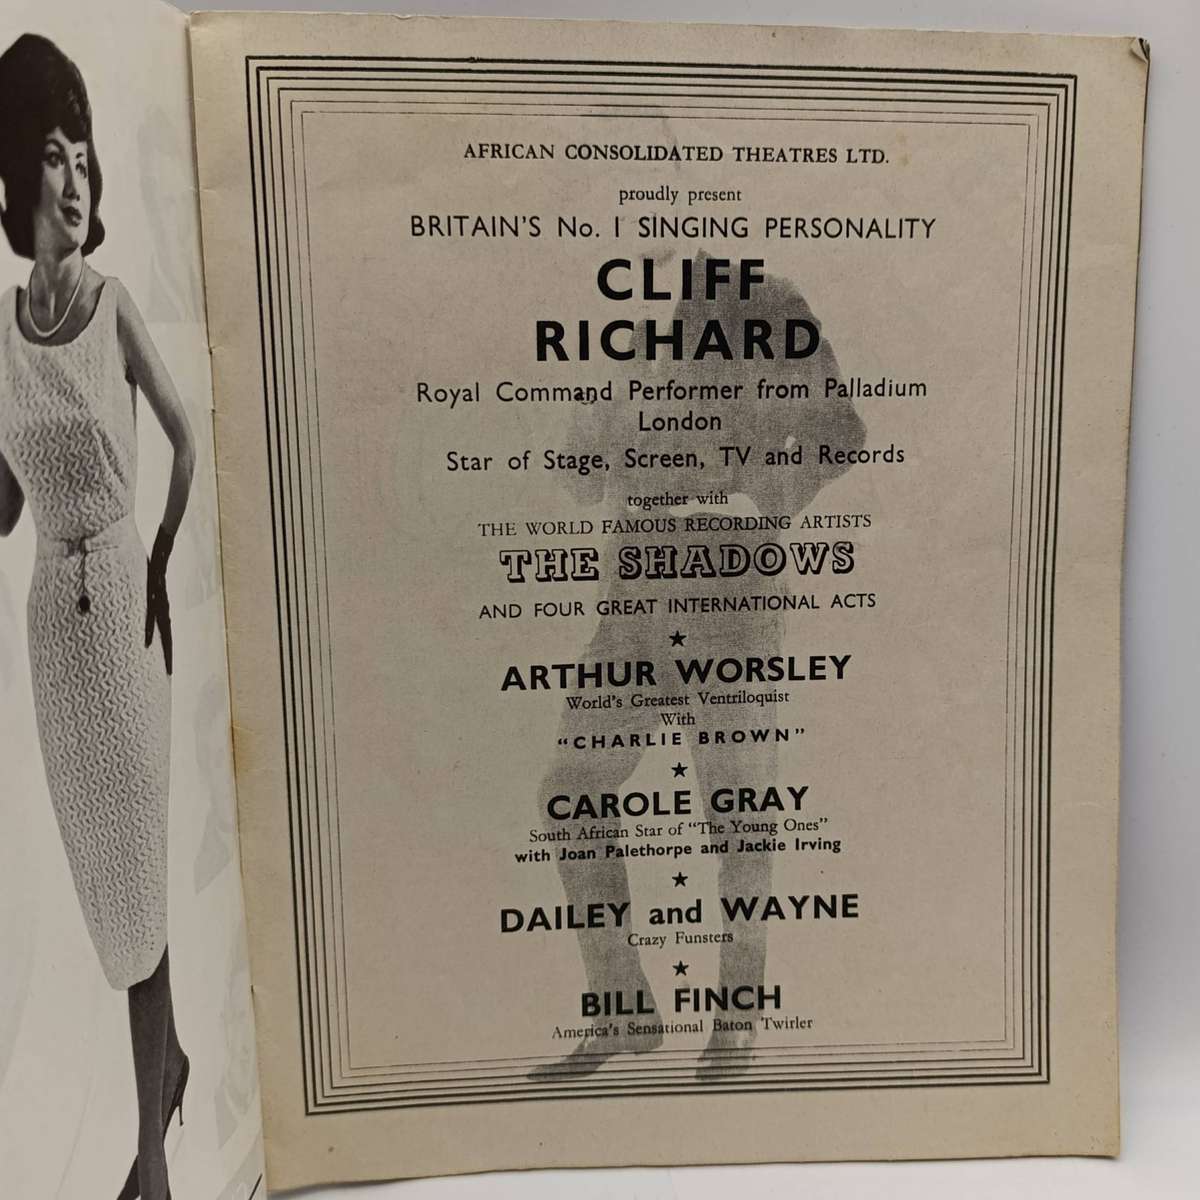 AFRICAN CONSOLIDATED THEATRES LTD.
proudly present
BRITAIN'S No. 1 SINGING PERSONALITY
CLIFF
RICHARD
Royal Command Performer from Palladium
London
Star of Stage, Screen, TV and Records
together with
THE WORLD FAMOUS RECORDING ARTISTS
THE SHADOWS
AND FOUR GREAT INTERNATIONAL ACTS
★
ARTHUR WORSLEY
World's Greatest Ventriloquist
With
"CHARLIE BROWN"
★
CAROLE GRAY
South African Star of "The Young Ones"
with Joan Palethorpe and Jackie Irving
★
DAILEY and WAYNE
Crazy Funsters
★
BILL FINCH
America's Sensational Baton Twirler